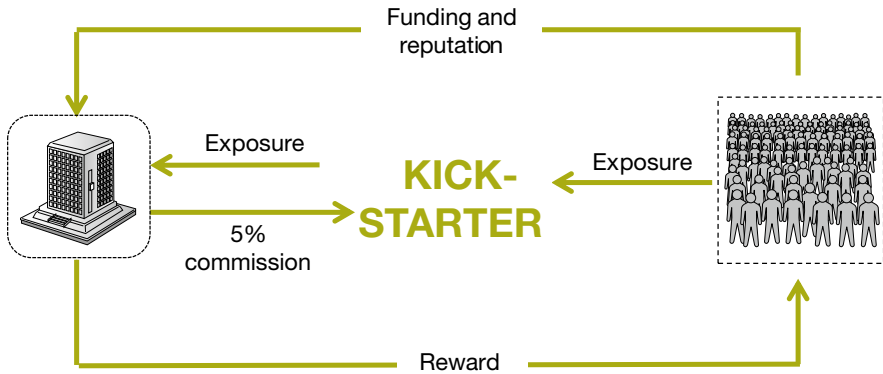 Funding and
reputation
Exposure
KICK-
STARTER
Exposure
5%
commission
Reward